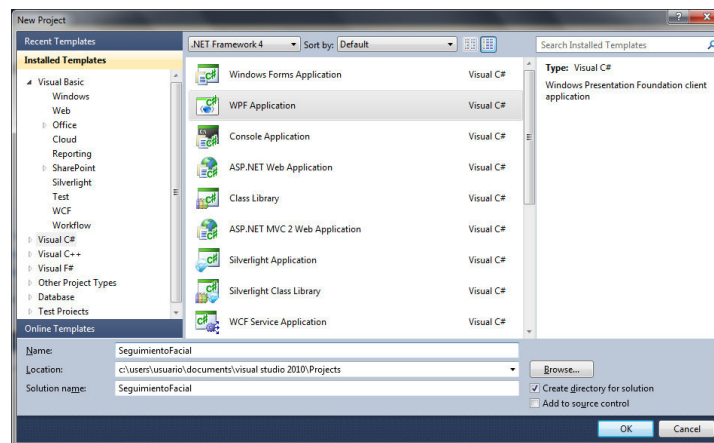 New Project
Recent Templates
Installed Templates
Visual Basic
Windows
Web
Office
Cloud
Reporting
SharePoint
Silverlight
Test
WCF
Workflow
Visual C#
Visual C++
Visual F#
Other Project Types
Database
Test Projects
Online Templates
.NET Framework 4 Sort by: Default
Windows Forms Application Visual C#
WPF Application Visual C#
Console Application Visual C#
ASP.NET Web Application Visual C#
Class Library Visual C#
ASP.NET MVC 2 Web Application Visual C#
Silverlight Application Visual C#
Silverlight Class Library Visual C#
WCF Service Application Visual C#
Search Installed Templates
Type: Visual C#
Windows Presentation Foundation client
application
Name: SeguimientoFacial
Location: c:\users\usuario\documents\visual studio 2010\Projects Browse...
Solution name: SeguimientoFacial
Create directory for solution
Add to source control
OK Cancel